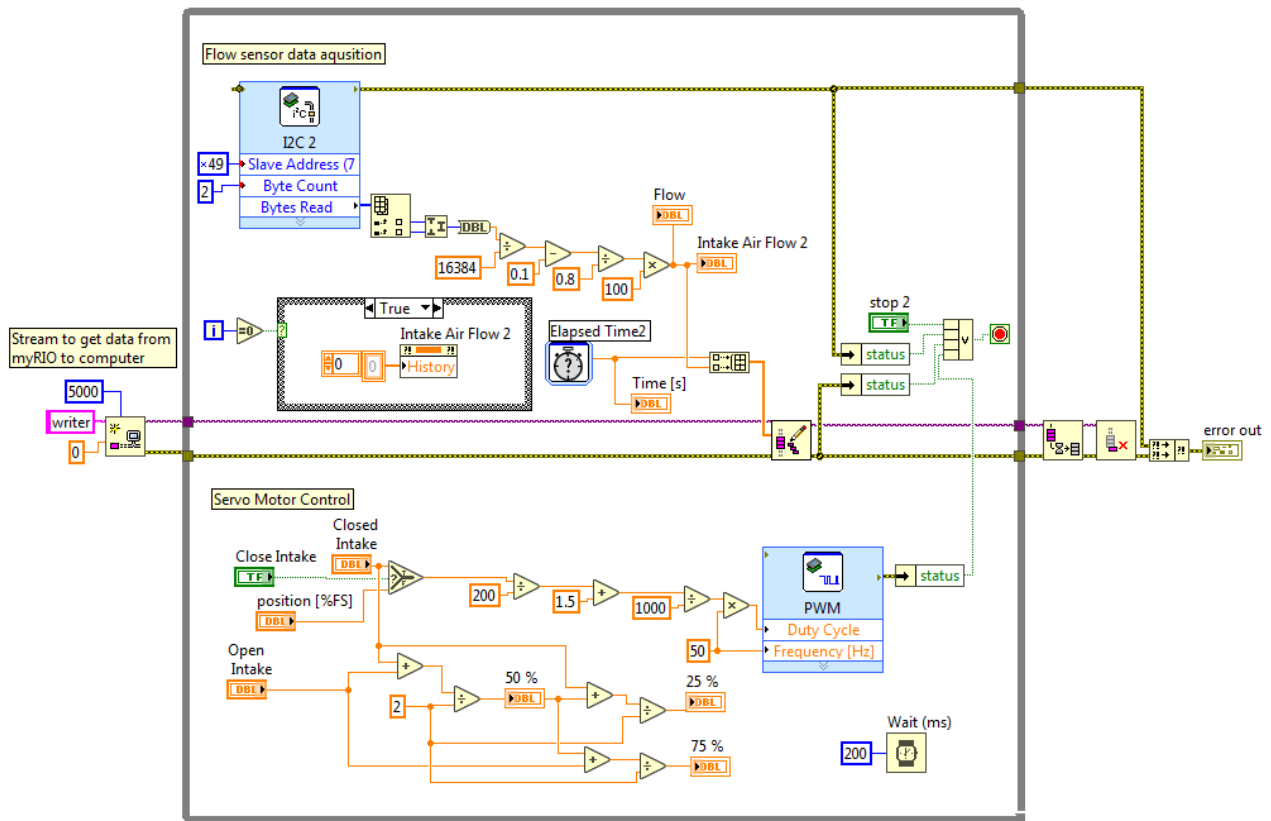 Flow sensor data aqusition
i²C
I2C 2
×49
Slave Address (7
2
Byte Count
Bytes Read
DBL
16384
0.1
0.8
100
Flow
DBL
Intake Air Flow 2
DBL
i
=0
?
True
Intake Air Flow 2
0
0
History
Elapsed Time2
Time [s]
DBL
stop 2
TF
status
status
v
Stream to get data from
myRIO to computer
5000
writer
0
error out
Servo Motor Control
Closed
Intake
DBL
Close Intake
TF
position [%FS]
DBL
200
1.5
1000
50
PWM
Duty Cycle
Frequency [Hz]
status
Open
Intake
DBL
2
50 %
DBL
25 %
DBL
75 %
DBL
Wait (ms)
200